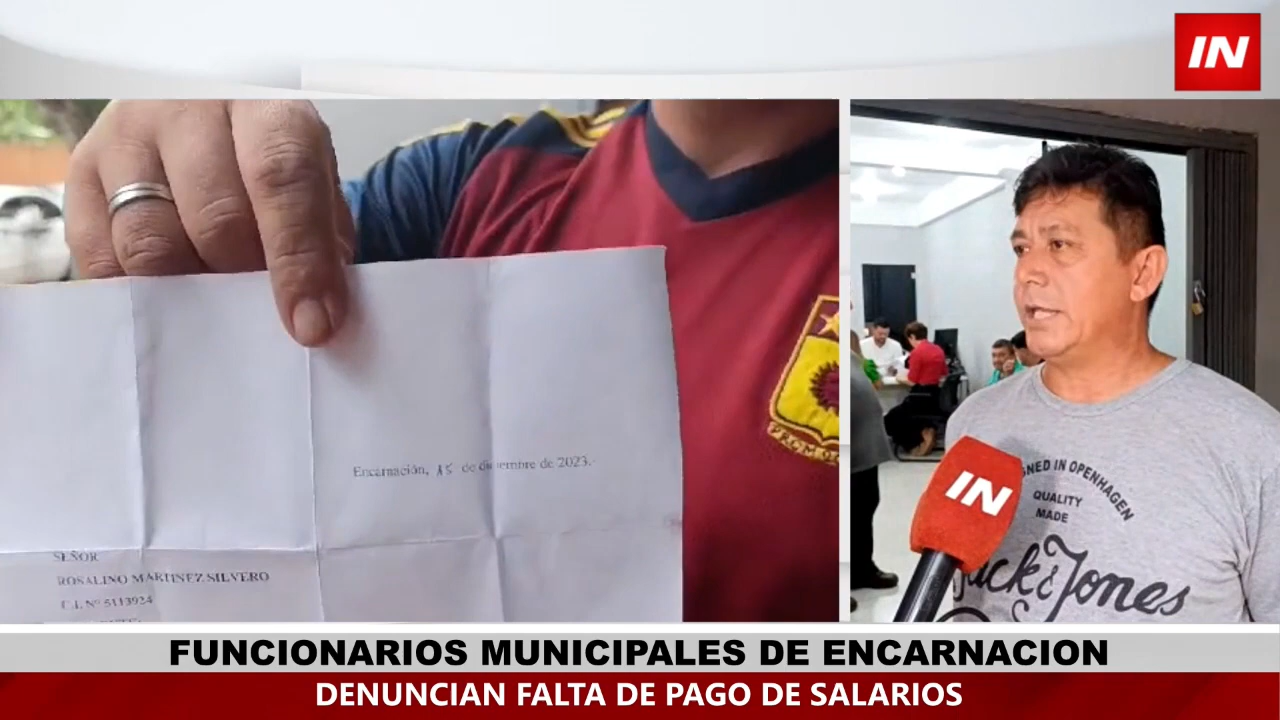 IN
Encarnación, 15 de diciembre de 2023.-
SEÑOR
ROSALINO MARTINEZ SILVERO
C.I. Nº 5113924
IN
QUALITY
MADE
Jack & Jones
FUNCIONARIOS MUNICIPALES DE ENCARNACION
DENUNCIAN FALTA DE PAGO DE SALARIOS